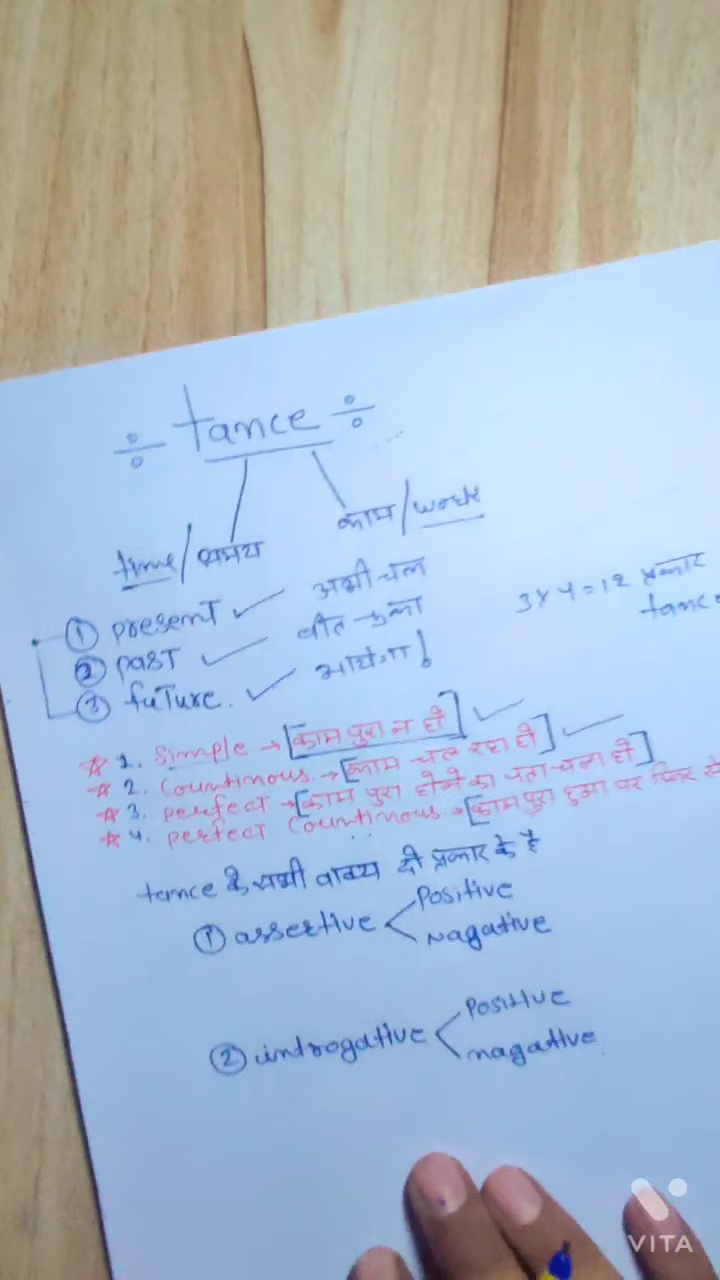 ÷ tance ÷
time/समय काम/work
① present ✓ अभी चल
② past ✓ बीत चुका
③ future. ✓ आयेगा!
3x4=12 प्रकार
tance
☆ 1. Simple → [काम पुरा न हो] ✓
☆ 2. Countinous → [काम चल रहा हो] ✓
☆ 3. perfect → [काम पुरा होने का पता चला हो]
☆ 4. perfect Countinous → [काम पुरा हुआ पर फिर से
tance के सभी वाक्य दो प्रकार के है
① assertive < Positive
Nagative
② introgative < Positive
nagative
VITA